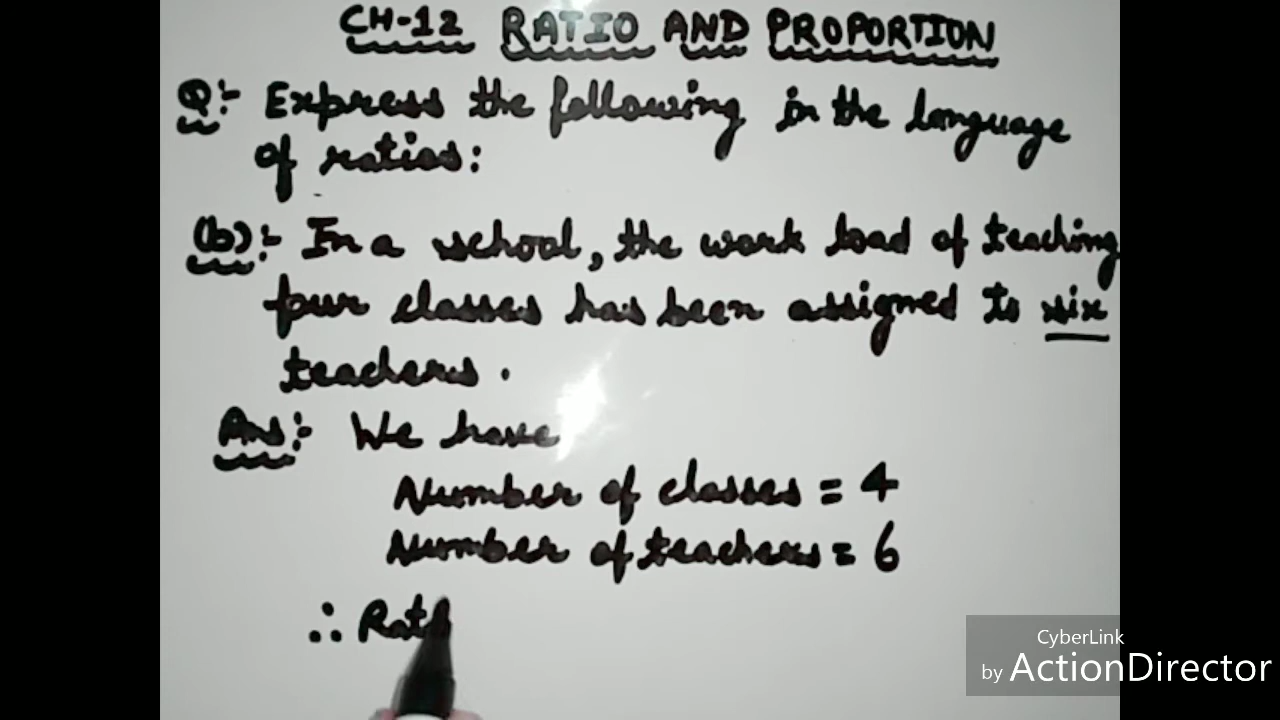 CH-12 RATIO AND PROPORTION
Q:- Express the following in the language
of ratios:
(b):- In a school, the work load of teaching
four classes has been assigned to six
teachers.
Ans:- We have
Number of classes = 4
Number of teachers = 6
∴ Rati
CyberLink
by ActionDirector